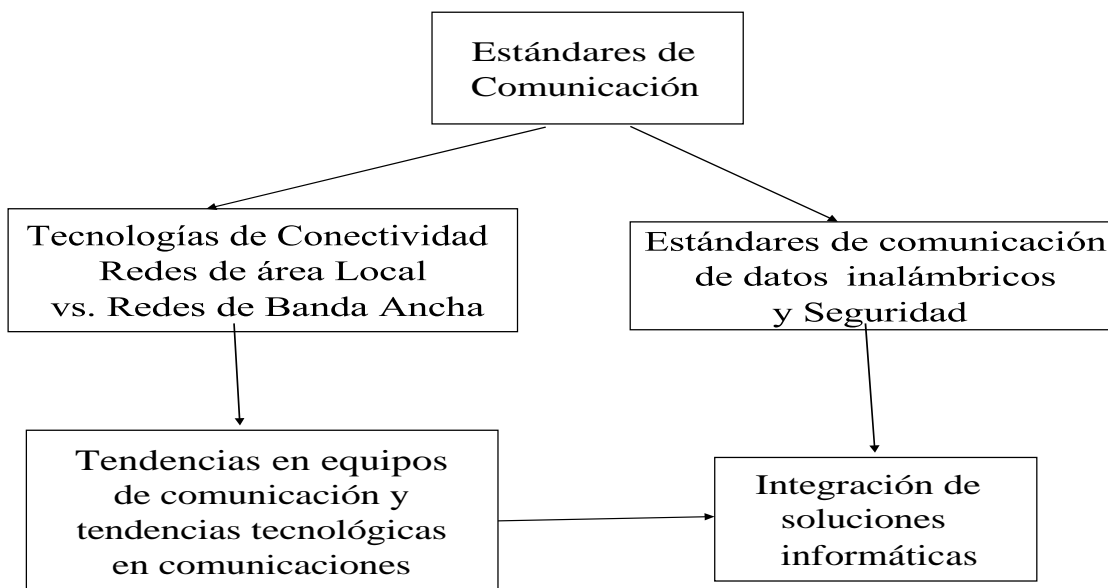 Estándares de
Comunicación
Tecnologías de Conectividad
Redes de área Local
vs. Redes de Banda Ancha
Estándares de comunicación
de datos inalámbricos
y Seguridad
Tendencias en equipos
de comunicación y
tendencias tecnológicas
en comunicaciones
Integración de
soluciones
informáticas